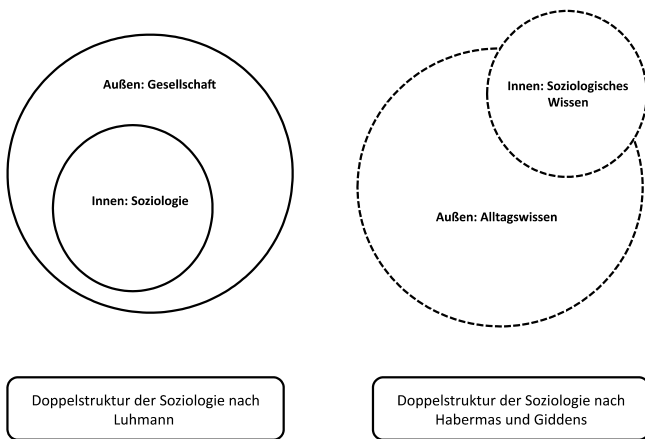 Außen: Gesellschaft
Innen: Soziologie
Innen: Soziologisches
Wissen
Außen: Alltagswissen
Doppelstruktur der Soziologie nach
Luhmann
Doppelstruktur der Soziologie nach
Habermas und Giddens